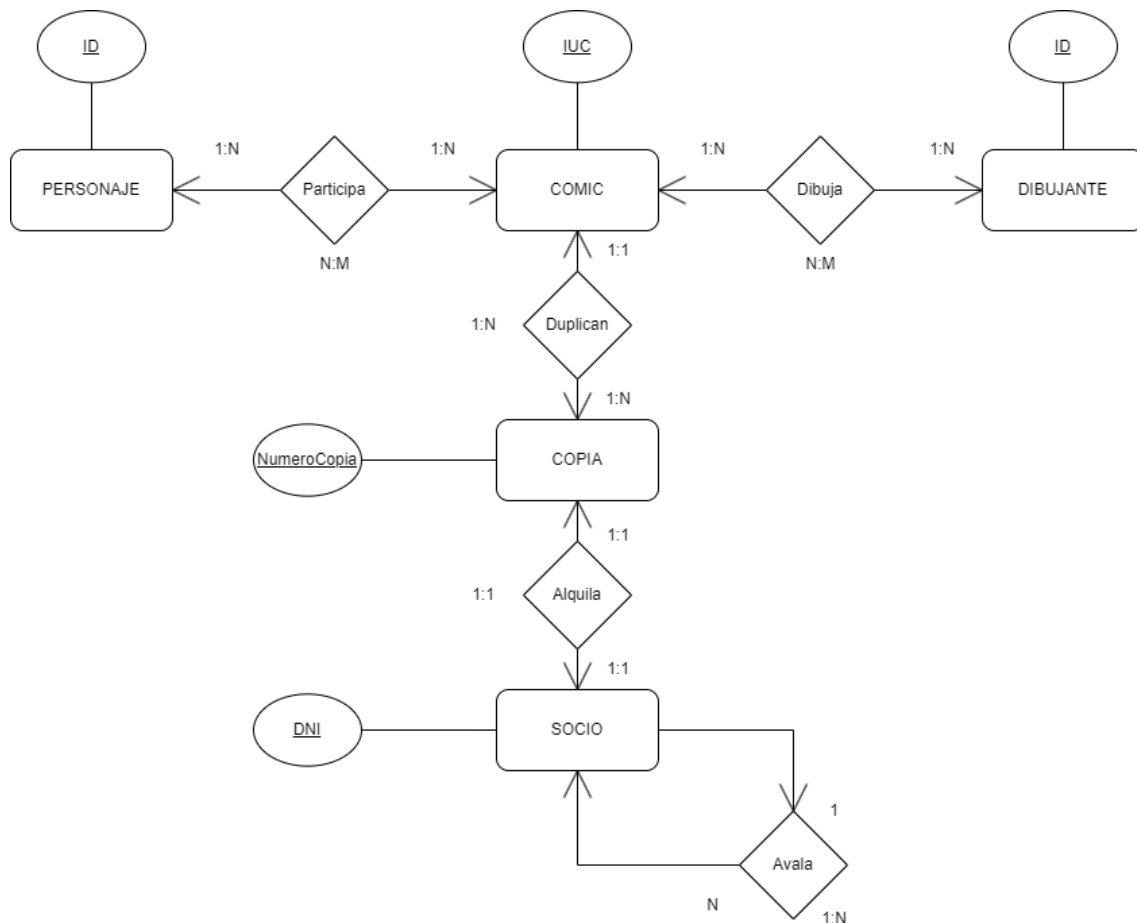 ID
IUC
ID
1:N
1:N
1:N
1:N
PERSONAJE
Participa
COMIC
Dibuja
DIBUJANTE
N:M
1:1
N:M
1:N
Duplican
1:N
NumeroCopia
COPIA
1:1
1:1
Alquila
1:1
DNI
SOCIO
1
Avala
N
1:N